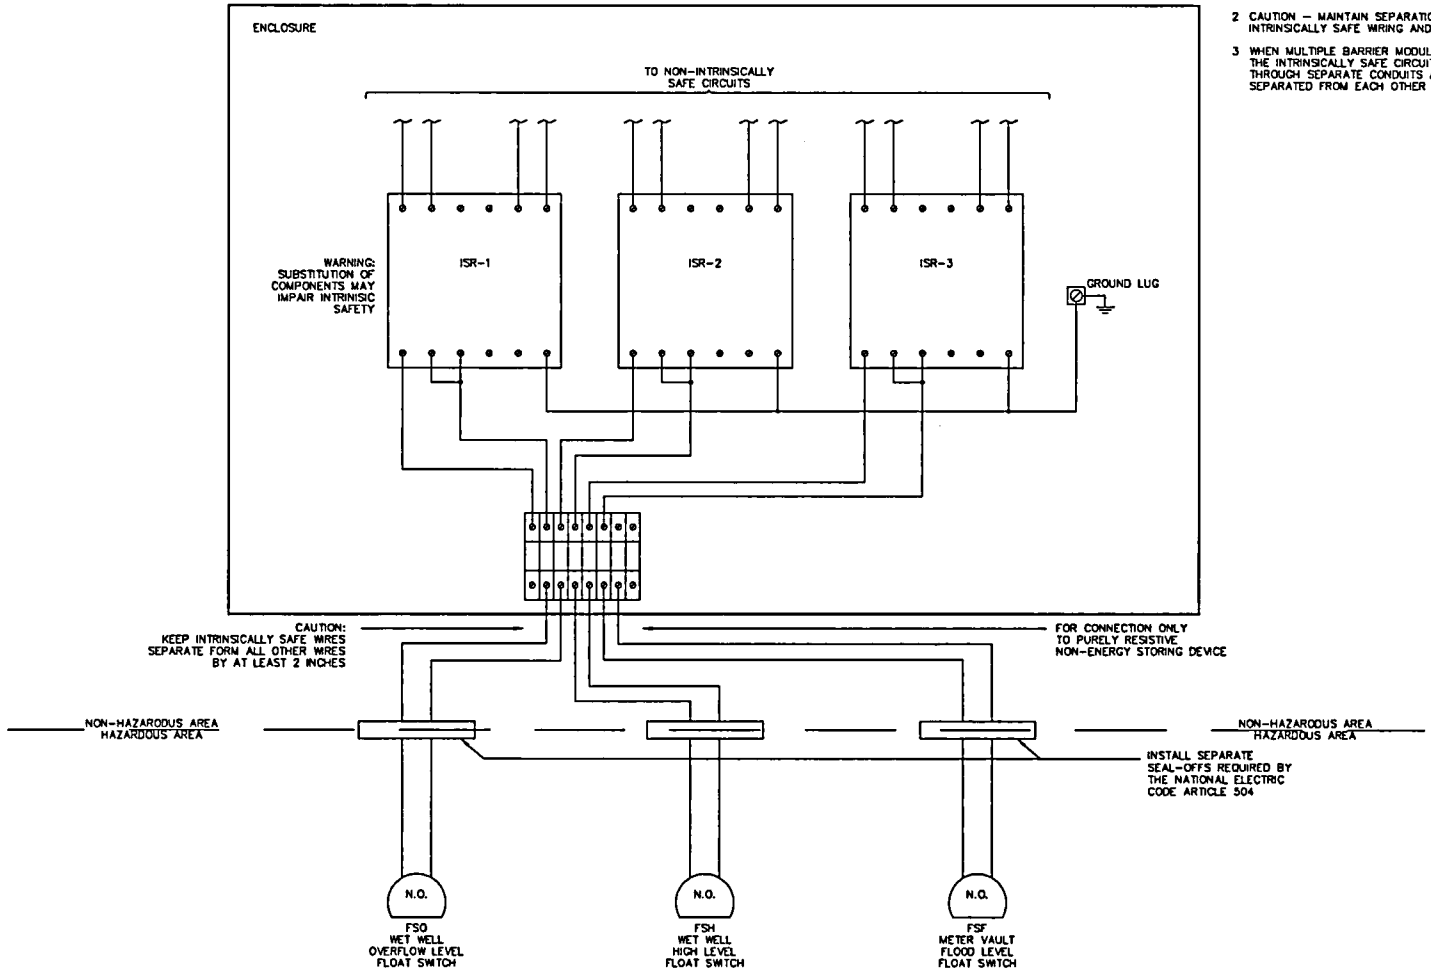 ENCLOSURE
2 CAUTION - MAINTAIN SEPARATIO
INTRINSICALLY SAFE WIRING AND
3 WHEN MULTIPLE BARRIER MODUL
THE INTRINSICALLY SAFE CIRCUIT
THROUGH SEPARATE CONDUITS
SEPARATED FROM EACH OTHER
TO NON-INTRINSICALLY
SAFE CIRCUITS
WARNING:
SUBSTITUTION OF
COMPONENTS MAY
IMPAIR INTRINISIC
SAFETY
ISR-1
ISR-2
ISR-3
GROUND LUG
CAUTION:
KEEP INTRINSICALLY SAFE WIRES
SEPARATE FORM ALL OTHER WIRES
BY AT LEAST 2 INCHES
FOR CONNECTION ONLY
TO PURELY RESISTIVE
NON-ENERGY STORING DEVICE
NON-HAZARODUS AREA
HAZARDOUS AREA
NON-HAZARODUS AREA
HAZARDOUS AREA
INSTALL SEPARATE
SEAL-OFFS REQUIRED BY
THE NATIONAL ELECTRIC
CODE ARTICLE 504
N.O.
N.O.
N.O.
FSO
WET WELL
OVERFLOW LEVEL
FLOAT SWITCH
FSH
WET WELL
HIGH LEVEL
FLOAT SWITCH
FSF
METER VAULT
FLOOD LEVEL
FLOAT SWITCH